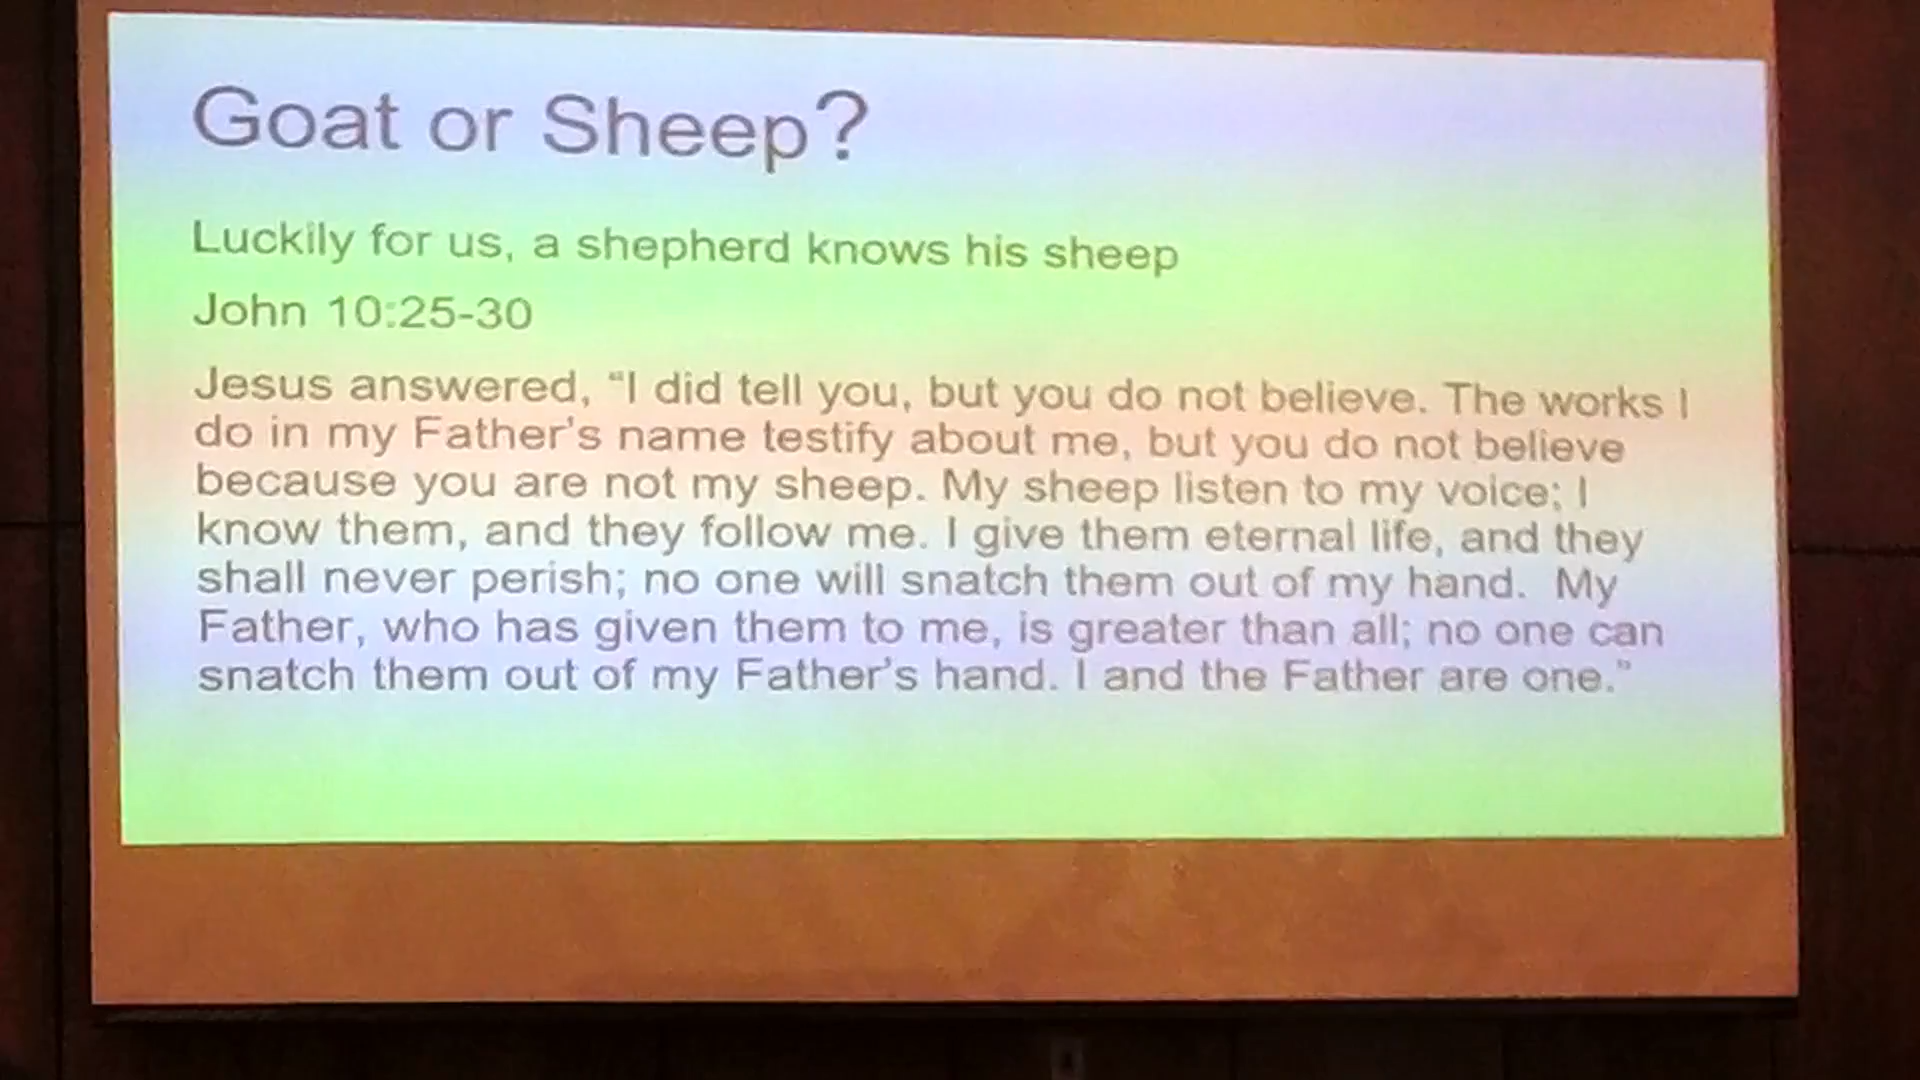 Goat or Sheep?
Luckily for us, a shepherd knows his sheep
John 10:25-30
Jesus answered, “I did tell you, but you do not believe. The works I
do in my Father's name testify about me, but you do not believe
because you are not my sheep. My sheep listen to my voice; I
know them, and they follow me. I give them eternal life, and they
shall never perish; no one will snatch them out of my hand.  My
Father, who has given them to me, is greater than all; no one can
snatch them out of my Father's hand. I and the Father are one.”